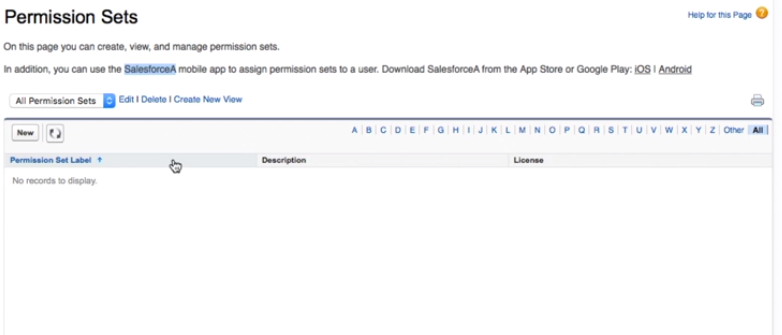 Permission Sets
Help for this Page
On this page you can create, view, and manage permission sets.
In addition, you can use the SalesforceA mobile app to assign permission sets to a user. Download SalesforceA from the App Store or Google Play: iOS | Android
All Permission Sets Edit | Delete | Create New View
New A | B | C | D | E | F | G | H | I | J | K | L | M | N | O | P | Q | R | S | T | U | V | W | X | Y | Z | Other All
Permission Set Label ↑ Description License
No records to display.